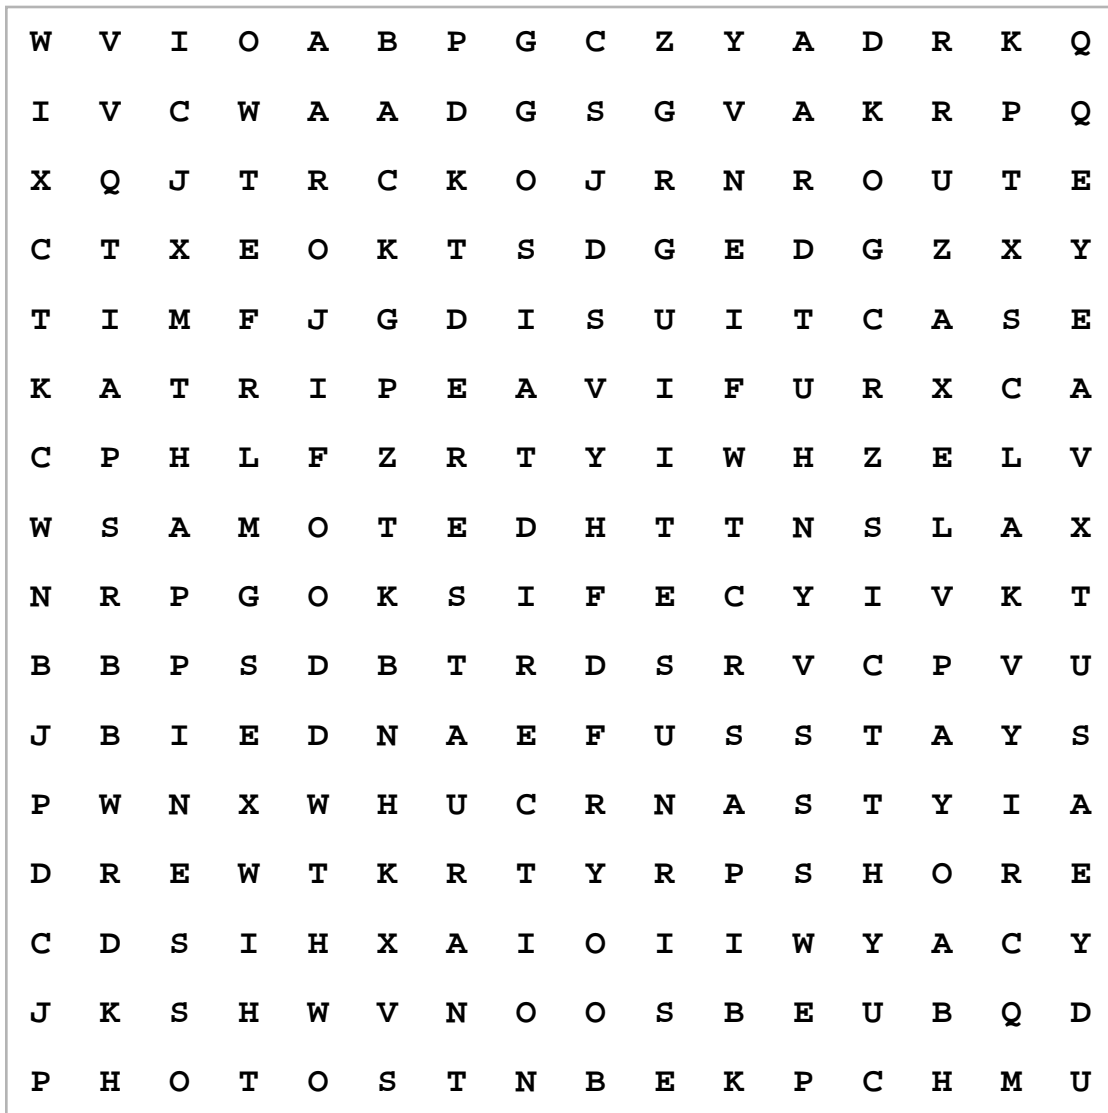 W V I O A B P G C Z Y A D R K Q
I V C W A A D G S G V A K R P Q
X Q J T R C K O J R N R O U T E
C T X E O K T S D G E D G Z X Y
T I M F J G D I S U I T C A S E
K A T R I P E A V I F U R X C A
C P H L F Z R T Y I W H Z E L V
W S A M O T E D H T T N S L A X
N R P G O K S I F E C Y I V K T
B B P S D B T R D S R V C P V U
J B I E D N A E F U S S T A Y S
P W N X W H U C R N A S T Y I A
D R E W T K R T Y R P S H O R E
C D S I H X A I O I I W Y A C Y
J K S H W V N O O S B E U B Q D
P H O T O S T N B E K P C H M U